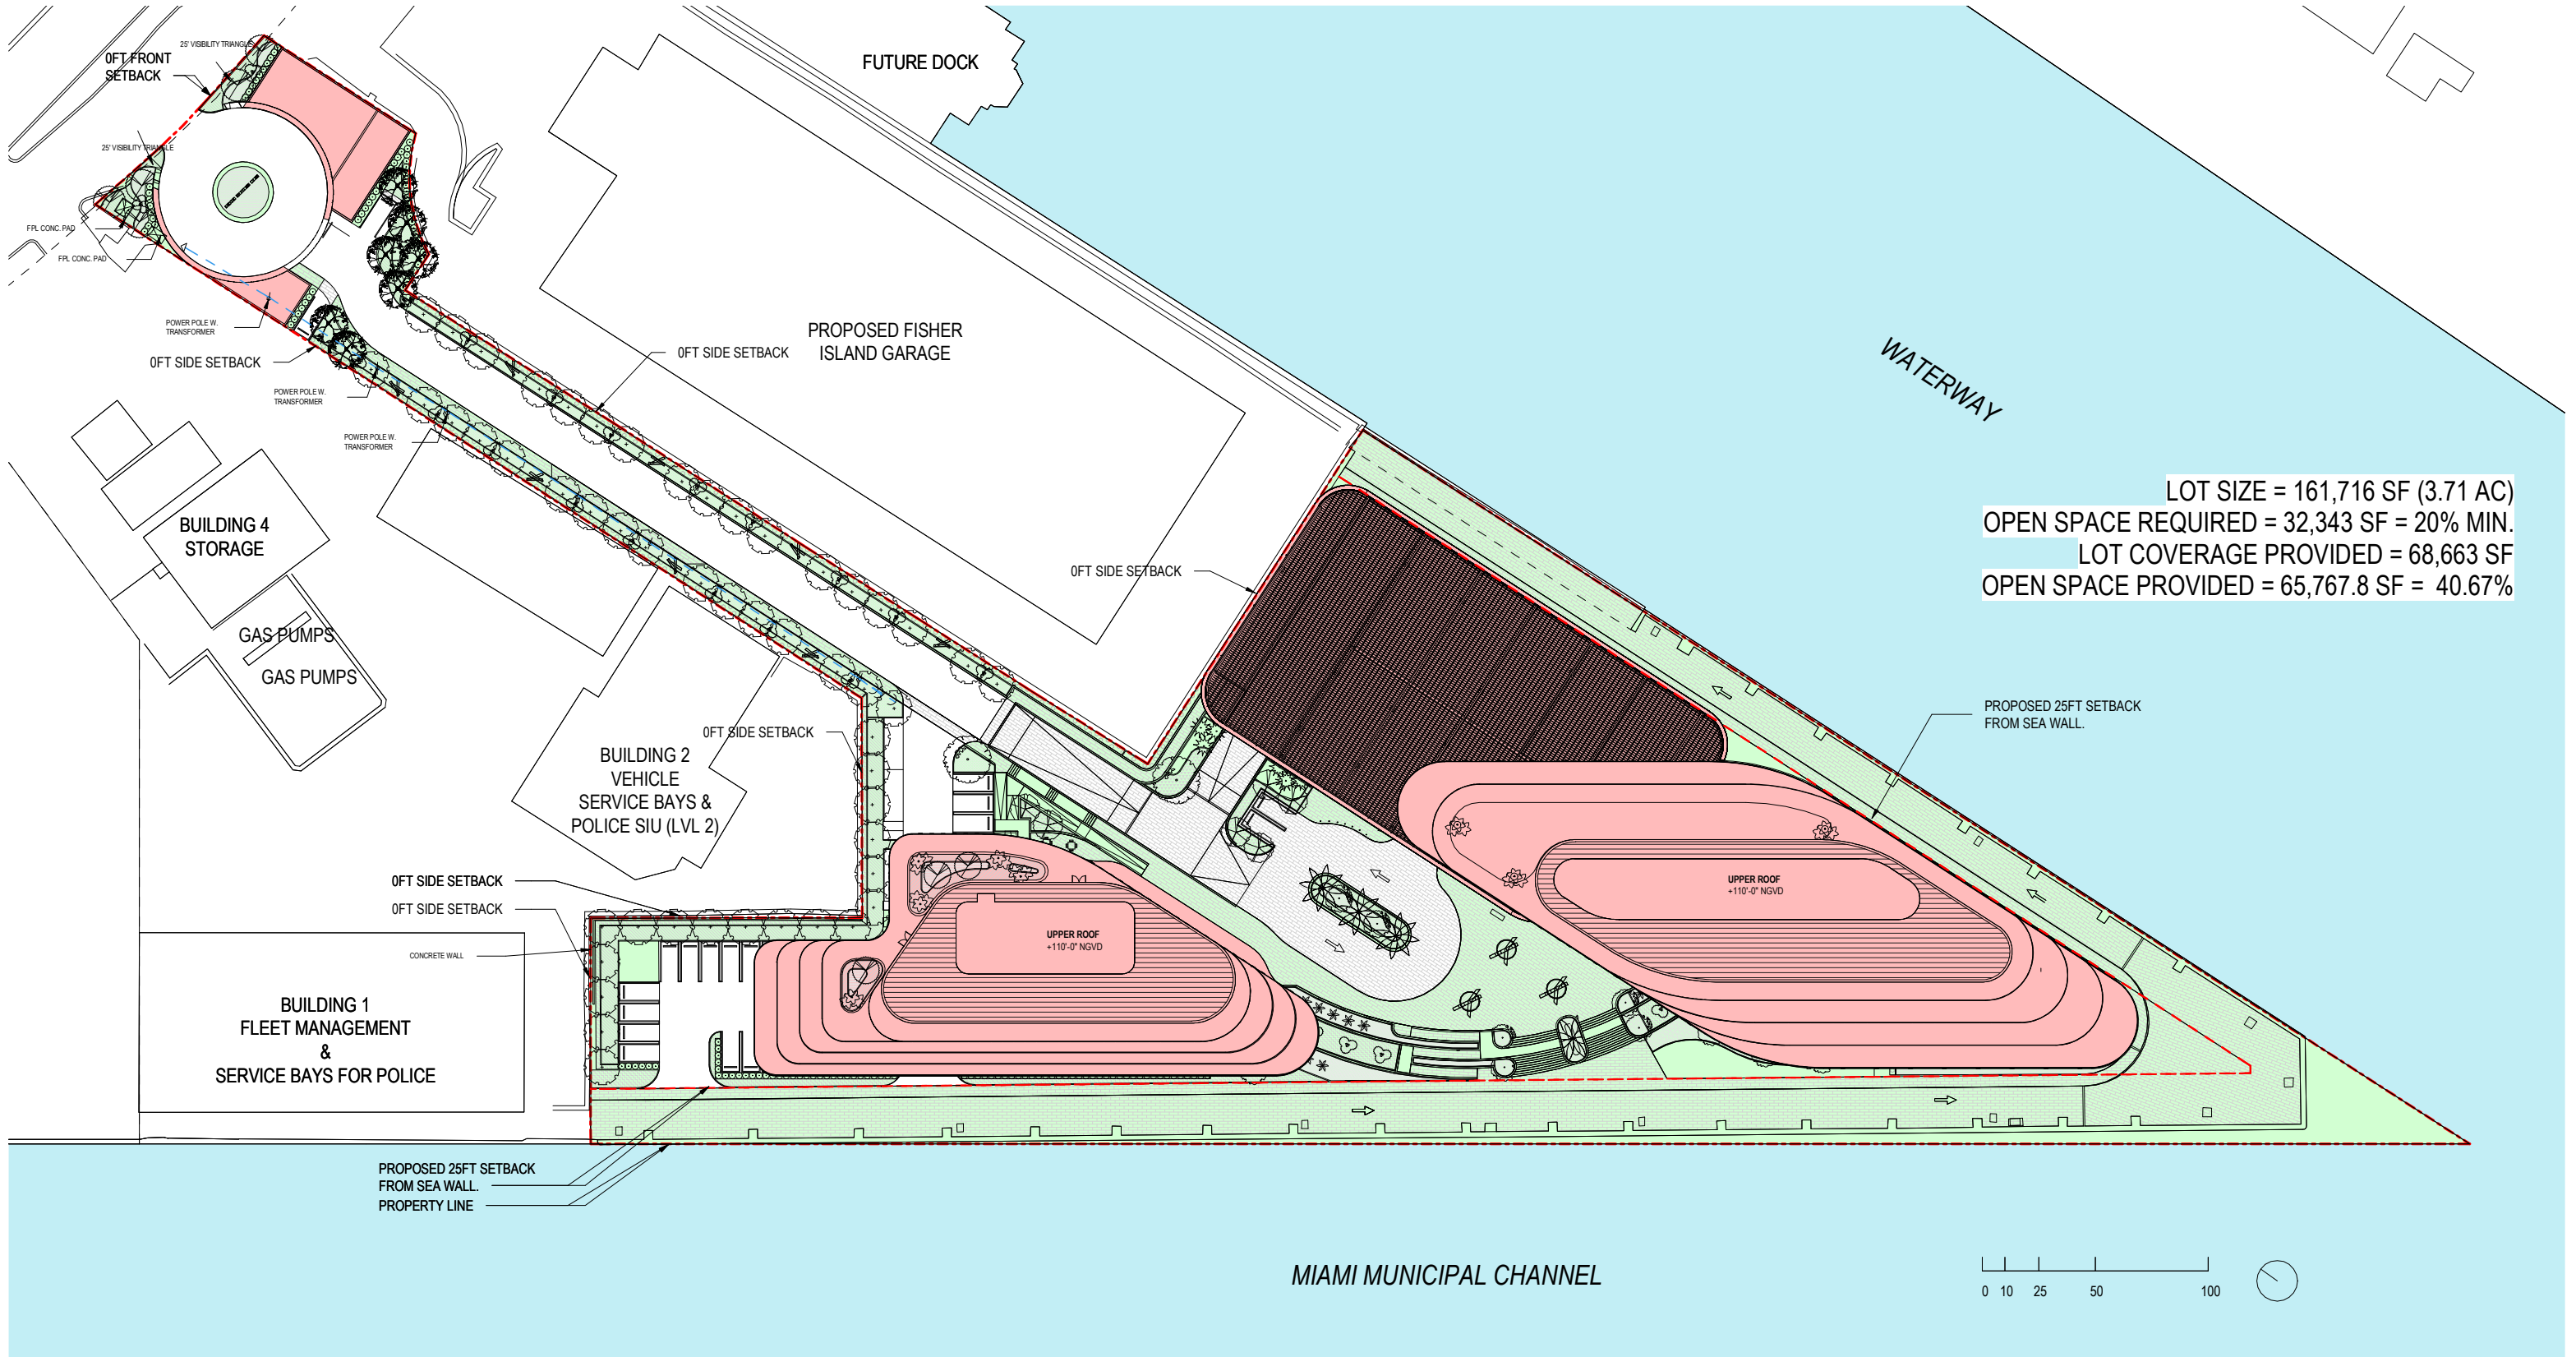 25' VISIBILITY TRIANGLE
0FT FRONT
SETBACK
25' VISIBILITY TRIANGLE
FPL CONC. PAD
FPL CONC. PAD
POWER POLE W.
TRANSFORMER
0FT SIDE SETBACK
POWER POLE W.
TRANSFORMER
POWER POLE W.
TRANSFORMER
FUTURE DOCK
PROPOSED FISHER
ISLAND GARAGE
0FT SIDE SETBACK
WATERWAY
LOT SIZE = 161,716 SF (3.71 AC)
OPEN SPACE REQUIRED = 32,343 SF = 20% MIN.
LOT COVERAGE PROVIDED = 68,663 SF
OPEN SPACE PROVIDED = 65,767.8 SF = 40.67%
BUILDING 4
STORAGE
GAS PUMPS
GAS PUMPS
0FT SIDE SETBACK
PROPOSED 25FT SETBACK
FROM SEA WALL.
0FT SIDE SETBACK
BUILDING 2
VEHICLE
SERVICE BAYS &
POLICE SIU (LVL 2)
0FT SIDE SETBACK
0FT SIDE SETBACK
CONCRETE WALL
UPPER ROOF
+110'-0" NGVD
UPPER ROOF
+110'-0" NGVD
BUILDING 1
FLEET MANAGEMENT
&
SERVICE BAYS FOR POLICE
PROPOSED 25FT SETBACK
FROM SEA WALL.
PROPERTY LINE
MIAMI MUNICIPAL CHANNEL
0 10 25 50 100